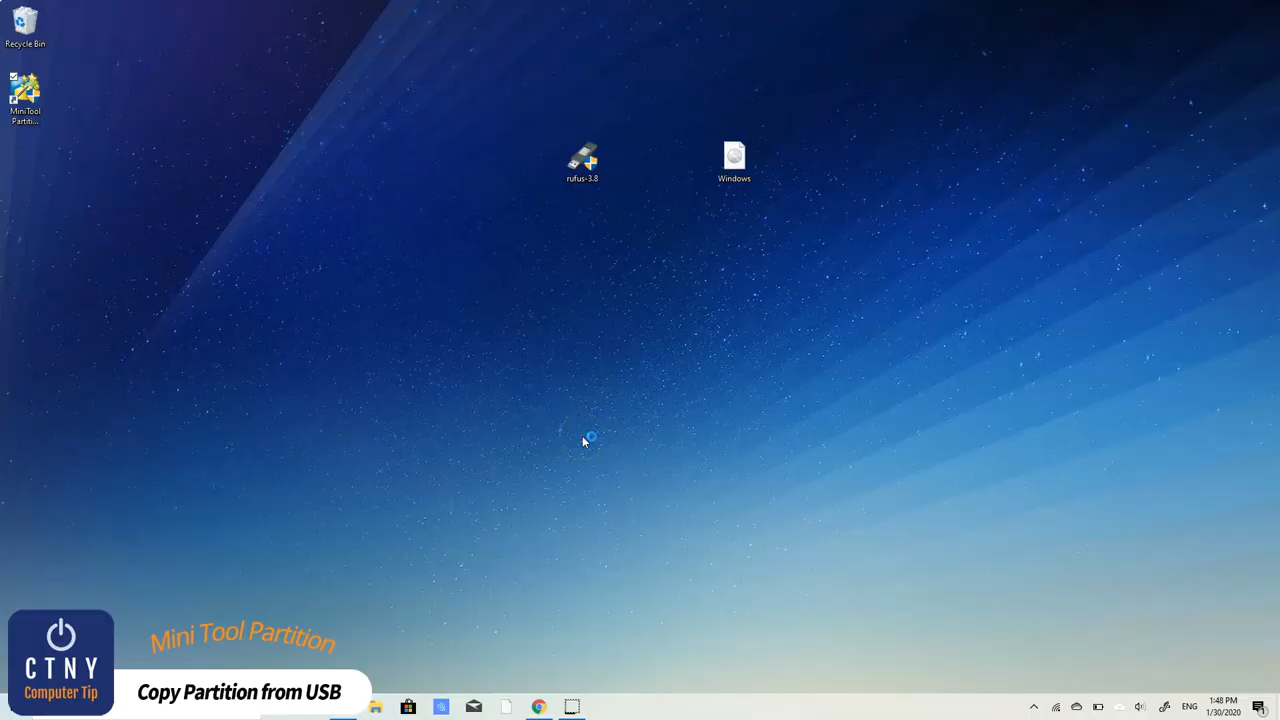 Recycle Bin
MiniTool
Partiti...
rufus-3.8
Windows
Mini Tool Partition
CTNY
Computer Tip
Copy Partition from USB
ENG
1:48 PM
1/30/2020